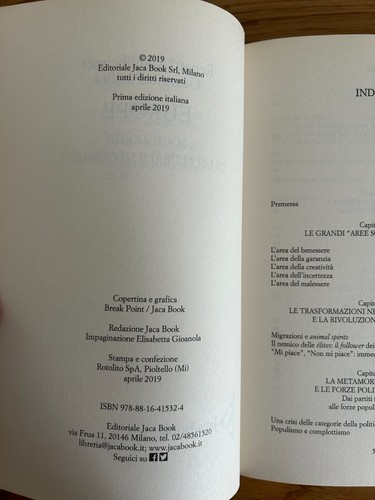 © 2019
Editoriale Jaca Book Srl, Milano
tutti i diritti riservati
Prima edizione italiana
aprile 2019
Copertina e grafica
Break Point / Jaca Book
Redazione Jaca Book
Impaginazione Elisabetta Gioanola
Stampa e confezione
Rotolito SpA, Pioltello (Mi)
aprile 2019
ISBN 978-88-16-41532-4
Editoriale Jaca Book
via Frua 11, 20146 Milano, tel. 02/48561520
libreria@jacabook.it; www.jacabook.it
Seguici su
IND
Premessa
Capit
LE GRANDI “AREE SO
L’area del benessere
L’area della garanzia
L’area della creatività
L’area dell’incertezza
L’area del malessere
Capit
LE TRASFORMAZIONI NE
E LA RIVOLUZION
Migrazioni e animal spirits
Il nemico delle élites: il follower dei
“Mi piace”, “Non mi piace”: immed
Capito
LA METAMOR
E LE FORZE POLI
Dai partiti t
alle forze popul
Una crisi delle categorie della politi
Populismo e complottismo
5